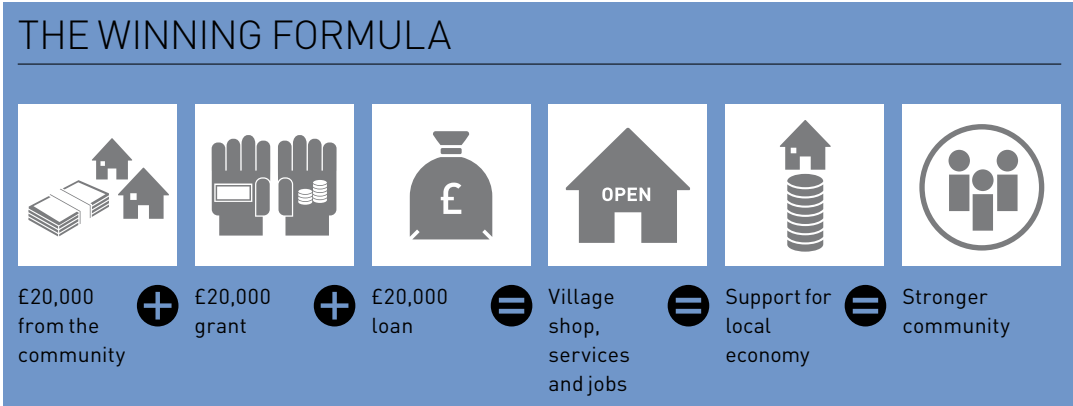 THE WINNING FORMULA
£
OPEN
£20,000
from the
community
+
£20,000
grant
+
£20,000
loan
=
Village
shop,
services
and jobs
=
Support for
local
economy
=
Stronger
community